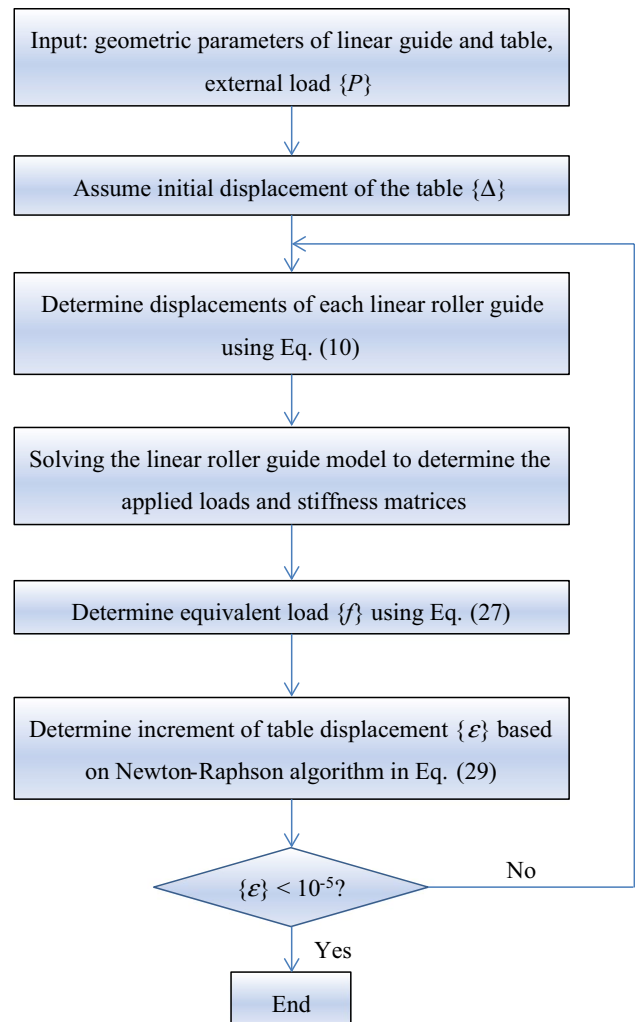 Input: geometric parameters of linear guide and table,
external load {P}
Assume initial displacement of the table {Δ}
Determine displacements of each linear roller guide
using Eq. (10)
Solving the linear roller guide model to determine the
applied loads and stiffness matrices
Determine equivalent load {f} using Eq. (27)
Determine increment of table displacement {ε} based
on Newton-Raphson algorithm in Eq. (29)
{ε} < 10⁻⁵?
No
Yes
End